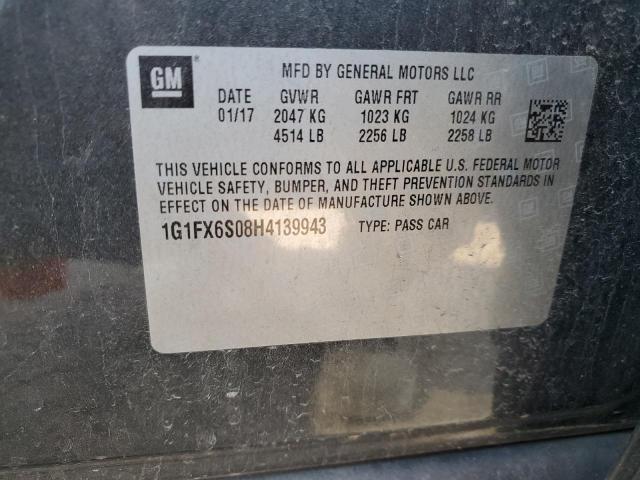 GM
MFD BY GENERAL MOTORS LLC
DATE GVWR GAWR FRT GAWR RR
01/17 2047 KG 1023 KG 1024 KG
4514 LB 2256 LB 2258 LB
THIS VEHICLE CONFORMS TO ALL APPLICABLE U.S. FEDERAL MOTOR
VEHICLE SAFETY, BUMPER, AND THEFT PREVENTION STANDARDS IN
EFFECT ON THE DATE OF MANUFACTURE SHOWN ABOVE.
1G1FX6S08H4139943 TYPE: PASS CAR